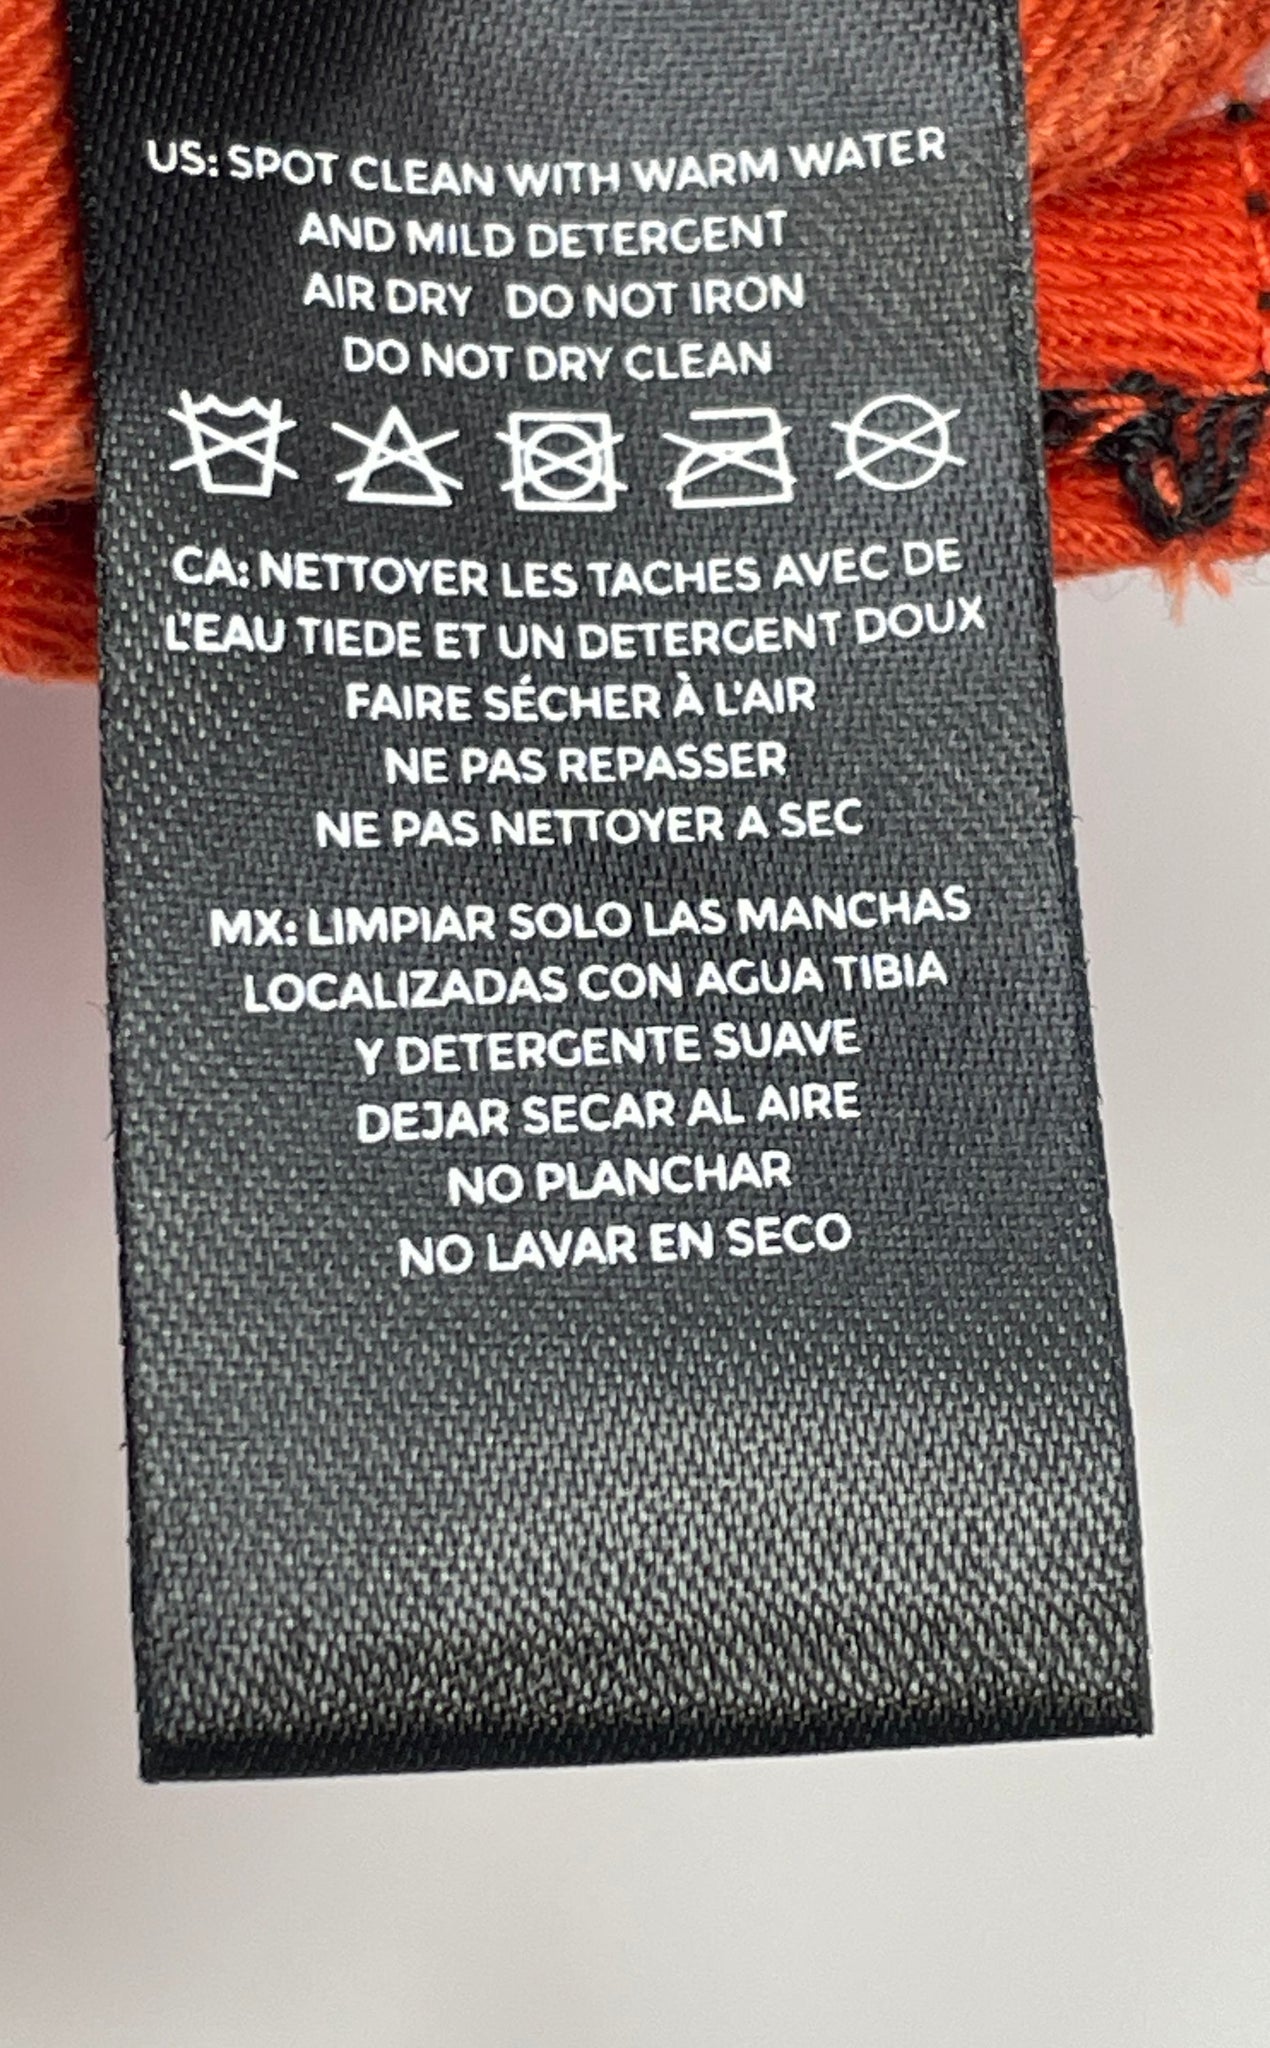 US: SPOT CLEAN WITH WARM WATER
AND MILD DETERGENT
AIR DRY DO NOT IRON
DO NOT DRY CLEAN
CA: NETTOYER LES TACHES AVEC DE
L'EAU TIEDE ET UN DETERGENT DOUX
FAIRE SÉCHER À L'AIR
NE PAS REPASSER
NE PAS NETTOYER A SEC
MX: LIMPIAR SOLO LAS MANCHAS
LOCALIZADAS CON AGUA TIBIA
Y DETERGENTE SUAVE
DEJAR SECAR AL AIRE
NO PLANCHAR
NO LAVAR EN SECO